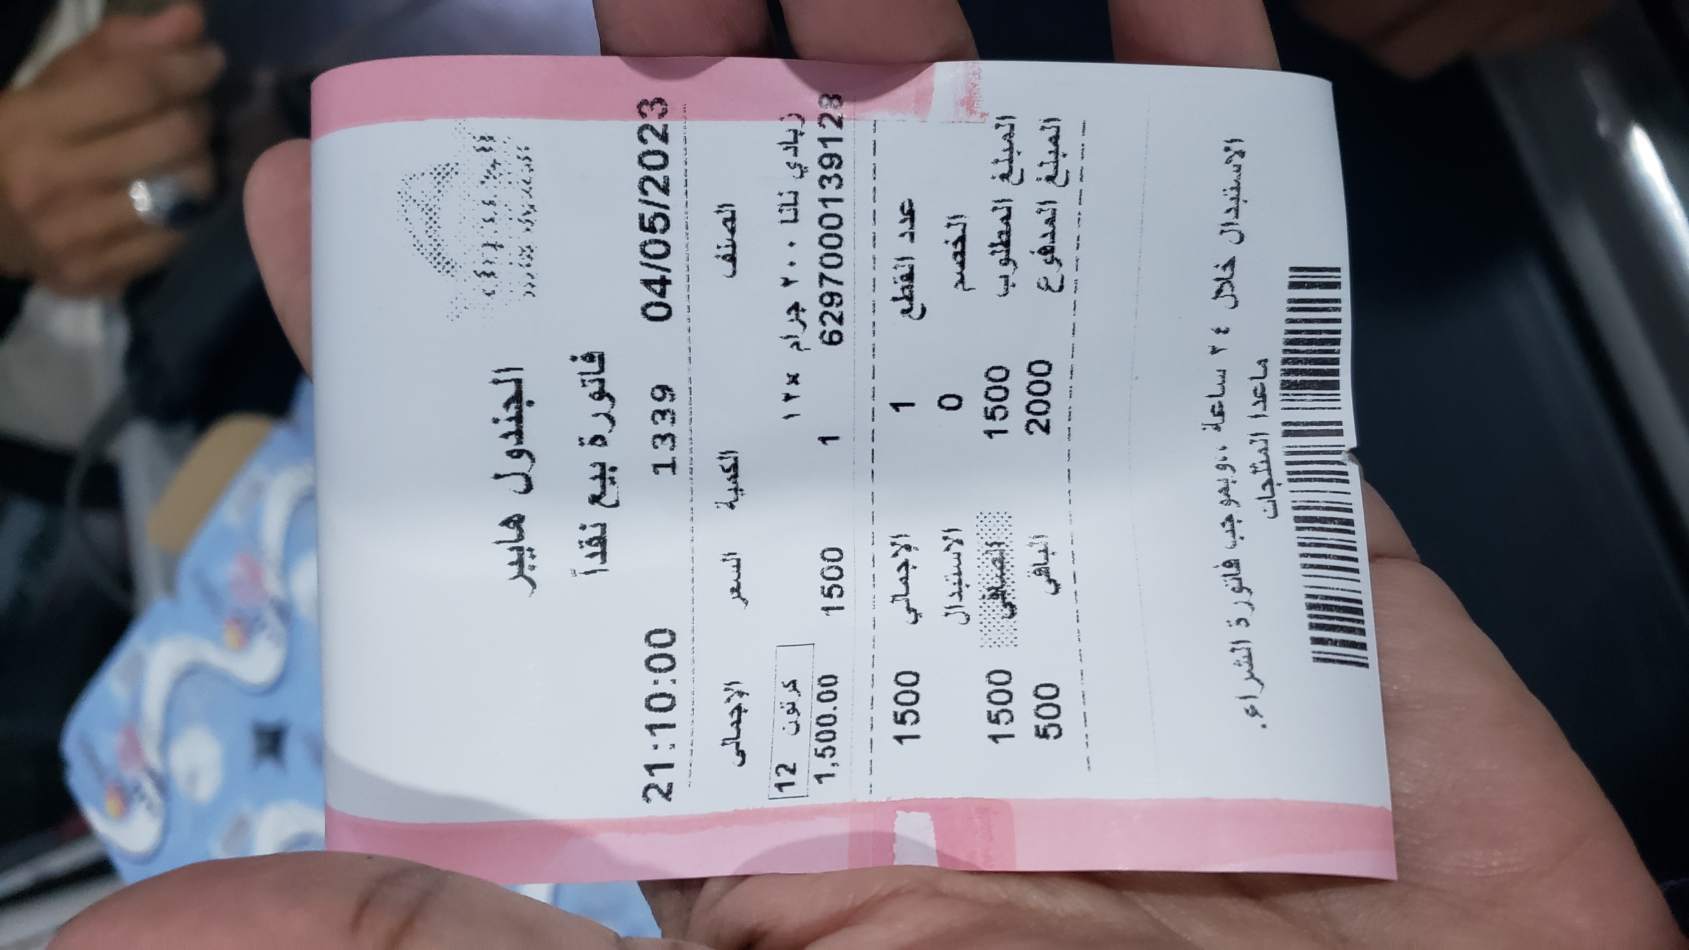 الجندول هايبر
فاتورة بيع نقداً
04/05/2023 1339 21:10:00
الصنف الكمية السعر الإجمالى
زبادي نانا ٢٠٠ جرام ×١٢ كرتون 12
6297000139128 1 1500 1,500.00
عدد القطع 1 الإجمالي 1500
الخصم 0 الاستبدال
المبلغ المطلوب 1500 الصافي 1500
المبلغ المدفوع 2000 الباقي 500
الاستبدال خلال ٢٤ ساعة ,,وبموجب فاتورة الشراء.
ماعدا المثلجات